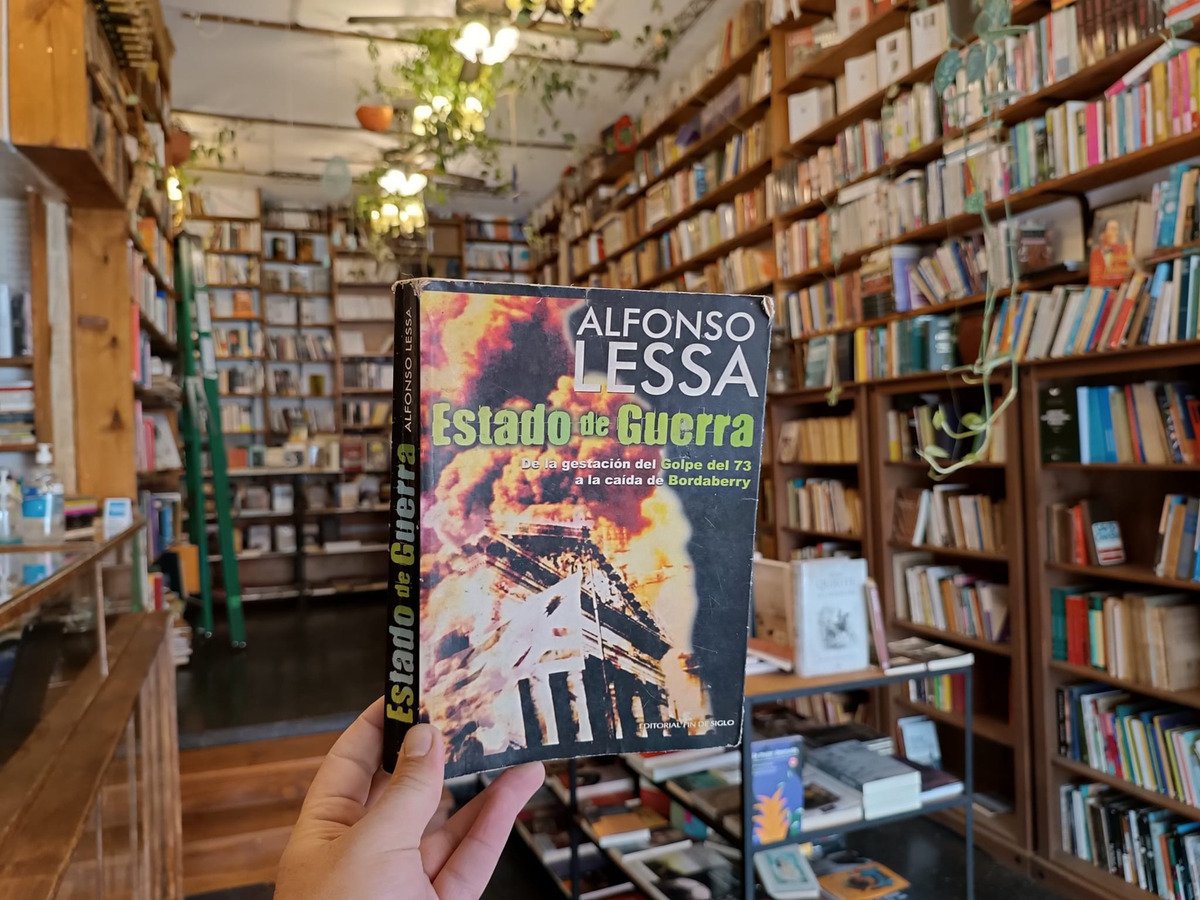 ALFONSO
LESSA
Estado de Guerra
De la gestación del Golpe del 73
a la caída de Bordaberry
EDITORIAL FIN DE SIGLO
Estado de Guerra ALFONSO LESSA